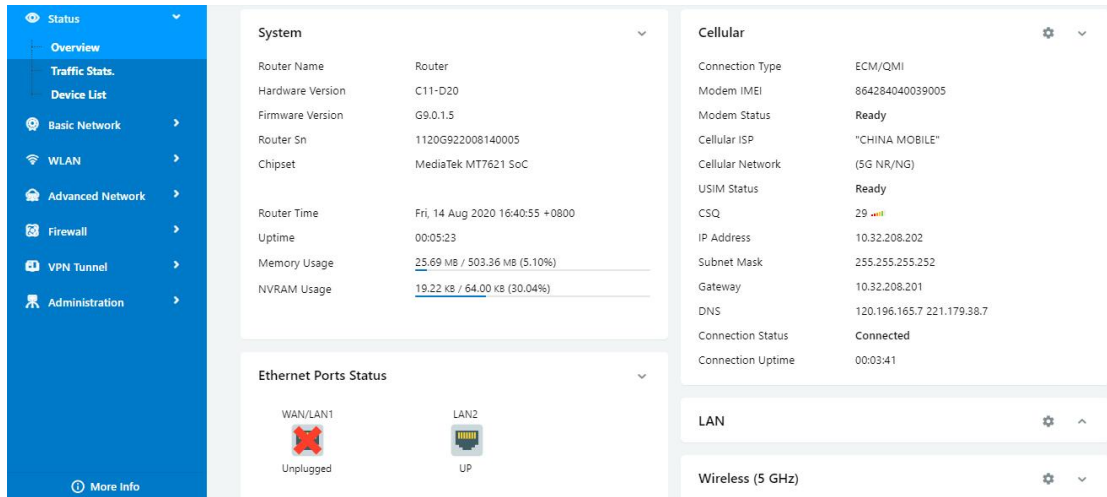 Status
Overview
Traffic Stats.
Device List
Basic Network
WLAN
Advanced Network
Firewall
VPN Tunnel
Administration
More Info
System
Router Name Router
Hardware Version C11-D20
Firmware Version G9.0.1.5
Router Sn 1120G922008140005
Chipset MediaTek MT7621 SoC
Router Time Fri, 14 Aug 2020 16:40:55 +0800
Uptime 00:05:23
Memory Usage 25.69 MB / 503.36 MB (5.10%)
NVRAM Usage 19.22 KB / 64.00 KB (30.04%)
Ethernet Ports Status
WAN/LAN1 LAN2
Unplugged UP
Cellular
Connection Type ECM/QMI
Modem IMEI 864284040039005
Modem Status Ready
Cellular ISP "CHINA MOBILE"
Cellular Network (5G NR/NG)
USIM Status Ready
CSQ 29
IP Address 10.32.208.202
Subnet Mask 255.255.255.252
Gateway 10.32.208.201
DNS 120.196.165.7 221.179.38.7
Connection Status Connected
Connection Uptime 00:03:41
LAN
Wireless (5 GHz)